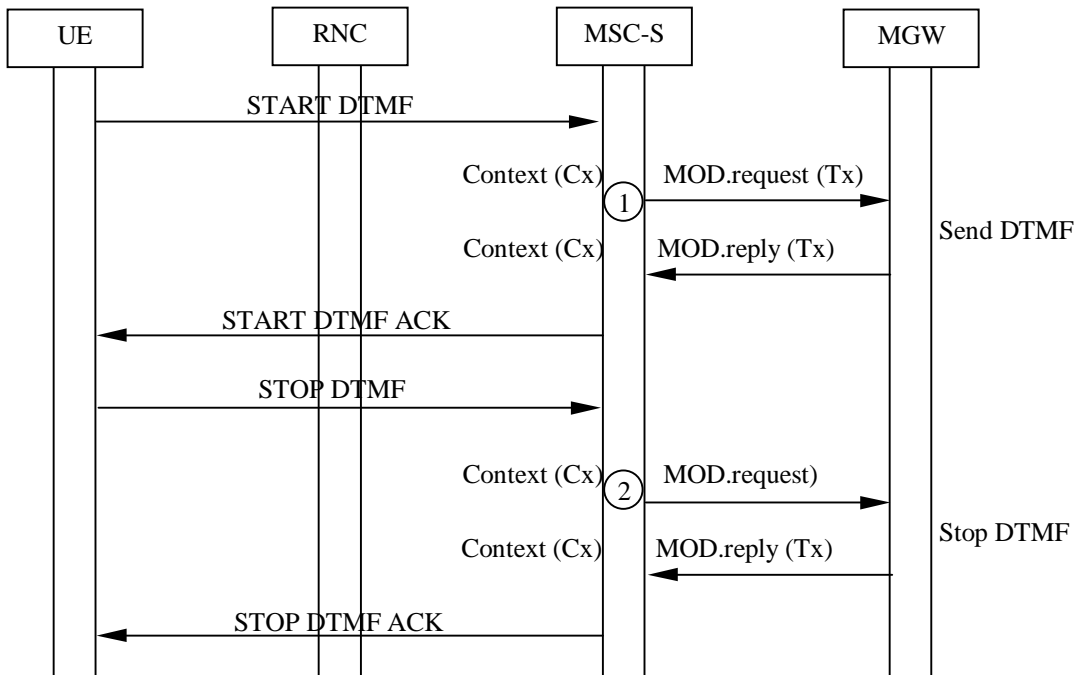 UE
RNC
MSC-S
MGW
START DTMF
Context (Cx)
MOD.request (Tx)
1
Send DTMF
Context (Cx)
MOD.reply (Tx)
START DTMF ACK
STOP DTMF
Context (Cx)
MOD.request)
2
Stop DTMF
Context (Cx)
MOD.reply (Tx)
STOP DTMF ACK